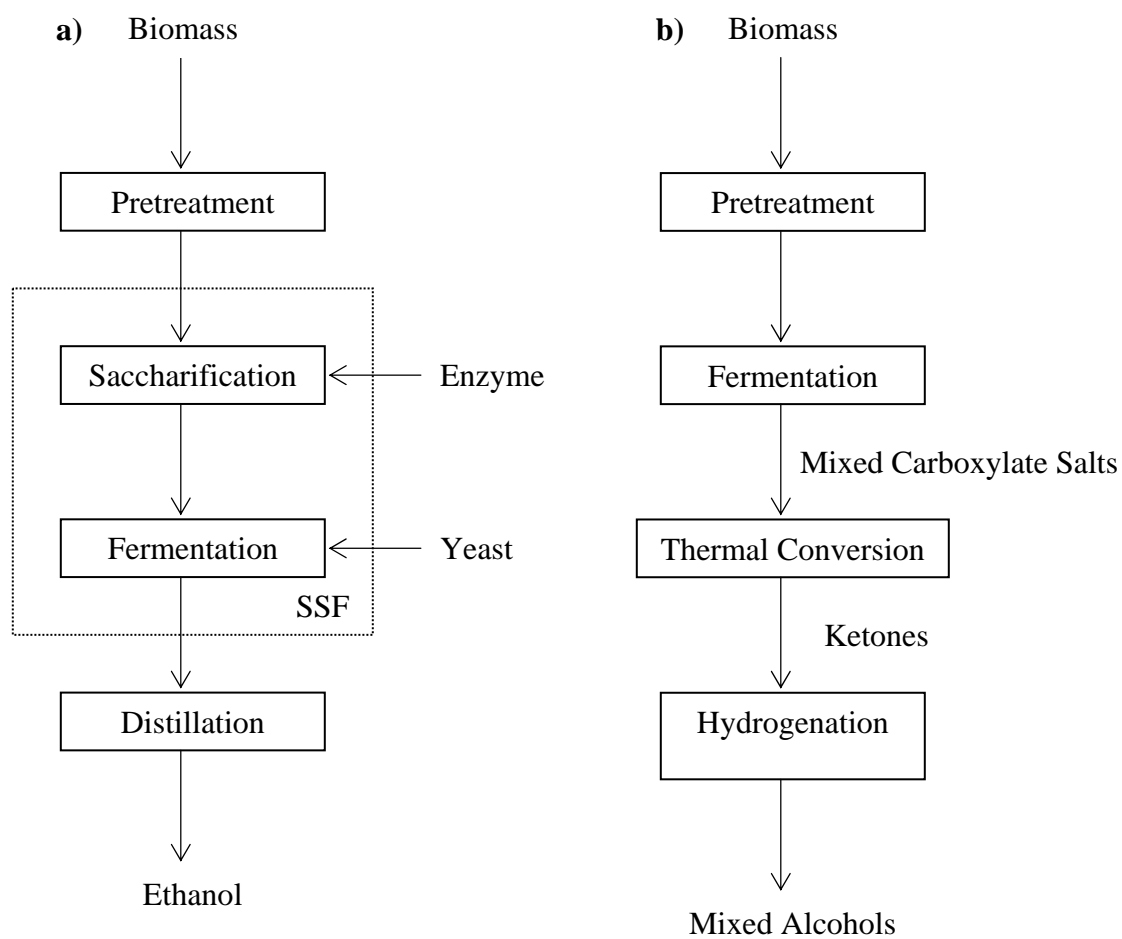 a) Biomass
Pretreatment
Saccharification
Enzyme
Fermentation
Yeast
SSF
Distillation
Ethanol
b) Biomass
Pretreatment
Fermentation
Mixed Carboxylate Salts
Thermal Conversion
Ketones
Hydrogenation
Mixed Alcohols